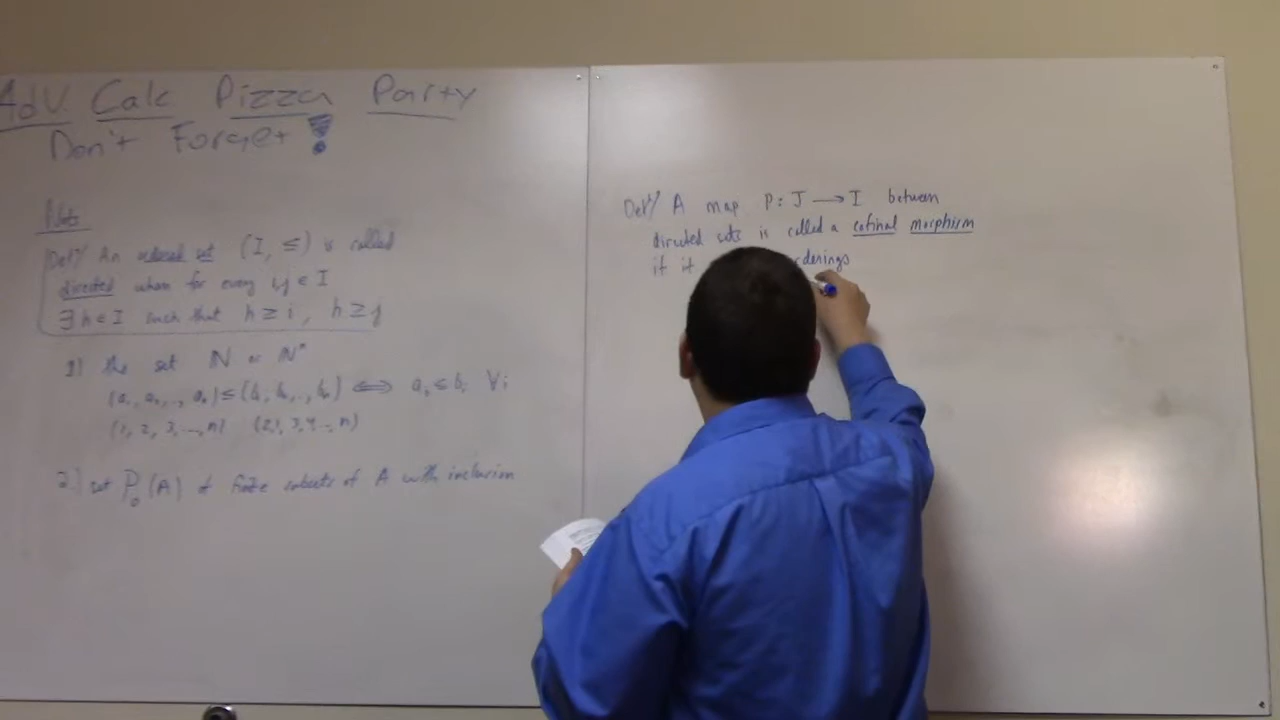 Adv Calc Pizza Party
Don't Forget !
Nets
Def'/ An ordered set (I, ≤) is called
directed when for every i,j ∈ I
∃ h ∈ I such that h ≥ i, h ≥ j
1) the set ℕ or ℕⁿ
(a₁, a₂, .., aₙ) ≤ (b₁, b₂, .., bₙ) ⟺ aᵢ ≤ bᵢ ∀i
(1, 2, 3, ..., n) (2, 1, 3, 4 .., n)
2) set P₀(A) of finite subsets of A with inclusion
Def'/ A map P: J ⟶ I between
directed sets is called a cofinal morphism
if it orderings